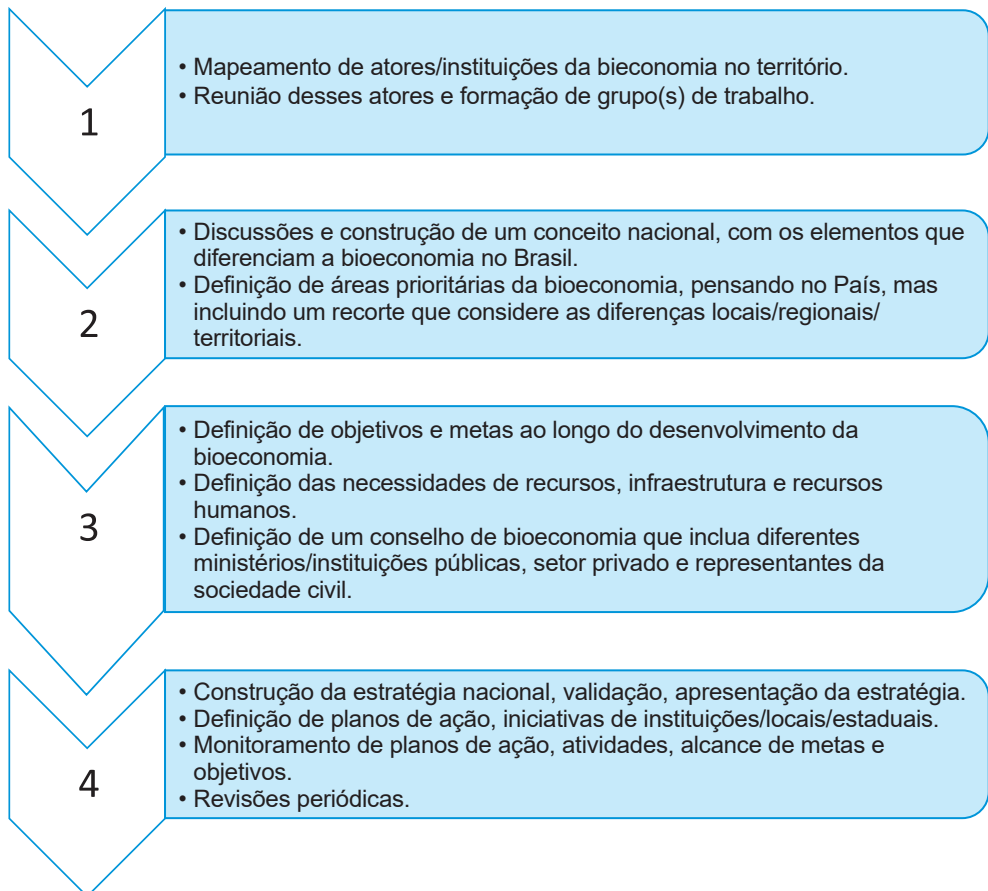 1
• Mapeamento de atores/instituições da bieconomia no território.
• Reunião desses atores e formação de grupo(s) de trabalho.
2
• Discussões e construção de um conceito nacional, com os elementos que
diferenciam a bioeconomia no Brasil.
• Definição de áreas prioritárias da bioeconomia, pensando no País, mas
incluindo um recorte que considere as diferenças locais/regionais/
territoriais.
3
• Definição de objetivos e metas ao longo do desenvolvimento da
bioeconomia.
• Definição das necessidades de recursos, infraestrutura e recursos
humanos.
• Definição de um conselho de bioeconomia que inclua diferentes
ministérios/instituições públicas, setor privado e representantes da
sociedade civil.
4
• Construção da estratégia nacional, validação, apresentação da estratégia.
• Definição de planos de ação, iniciativas de instituições/locais/estaduais.
• Monitoramento de planos de ação, atividades, alcance de metas e
objetivos.
• Revisões periódicas.